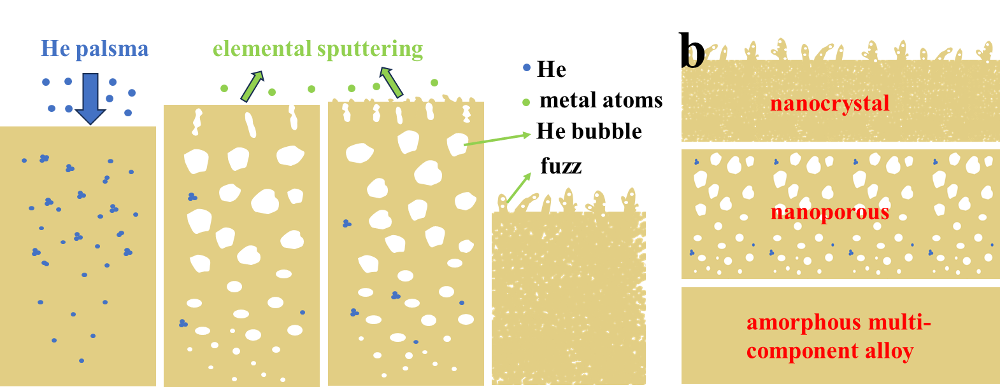 He palsma
elemental sputtering
He
metal atoms
He bubble
fuzz
b
nanocrystal
nanoporous
amorphous multi-
component alloy